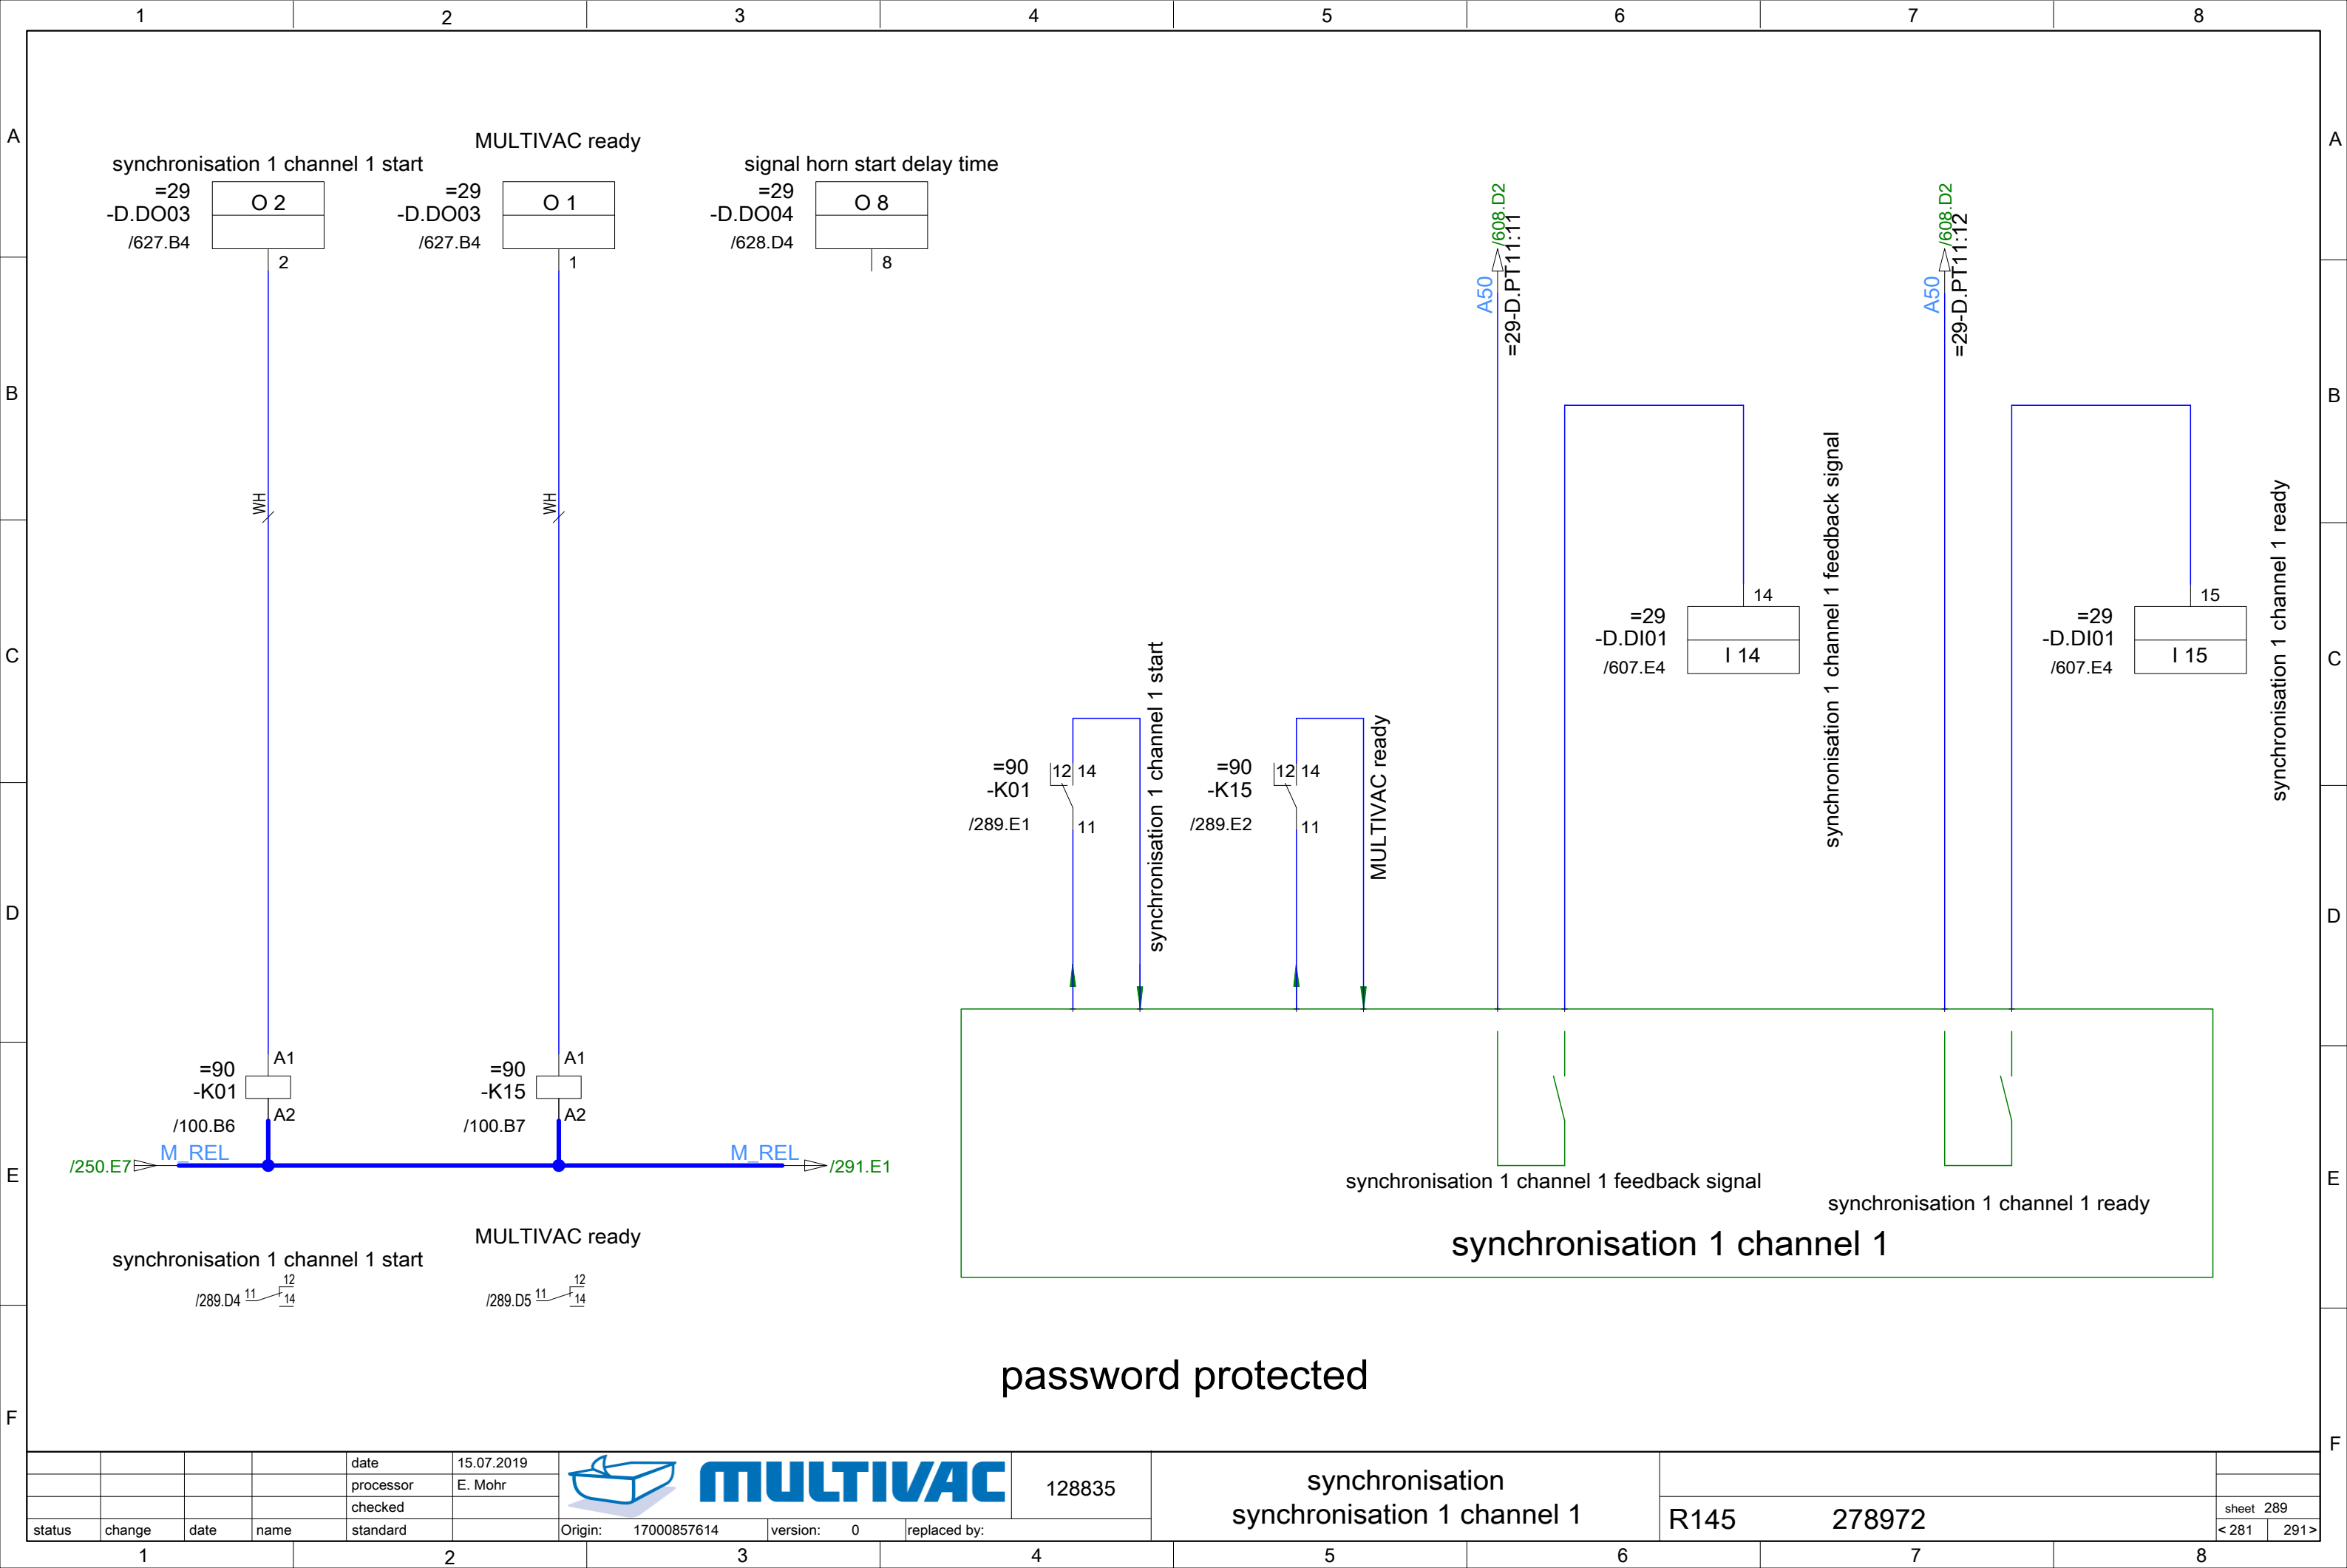 1 2 3 4 5 6 7 8
A A
MULTIVAC ready
synchronisation 1 channel 1 start
signal horn start delay time
=29
-D.DO03
/627.B4
O 2
2
=29
-D.DO03
/627.B4
O 1
1
=29
-D.DO04
/628.D4
O 8
8
/608.D2
=29-D.PT11:11
A50
/608.D2
=29-D.PT11:12
A50
B B
WH
WH
synchronisation 1 channel 1 feedback signal
synchronisation 1 channel 1 ready
14
=29
-D.DI01
/607.E4
I 14
15
=29
-D.DI01
/607.E4
I 15
C C
synchronisation 1 channel 1 start
MULTIVAC ready
=90
-K01
/289.E1
12 14
11
=90
-K15
/289.E2
12 14
11
D D
=90
-K01
/100.B6
A1
A2
=90
-K15
/100.B7
A1
A2
/250.E7 M_REL M_REL /291.E1
E E
synchronisation 1 channel 1 feedback signal
synchronisation 1 channel 1 ready
synchronisation 1 channel 1
MULTIVAC ready
synchronisation 1 channel 1 start
/289.D4 11 12 14
/289.D5 11 12 14
password protected
F F
date 15.07.2019
processor E. Mohr
checked
status change date name standard
MULTIVAC
128835
Origin: 17000857614 version: 0 replaced by:
synchronisation
synchronisation 1 channel 1
R145 278972
sheet 289
< 281 291 >
1 2 3 4 5 6 7 8